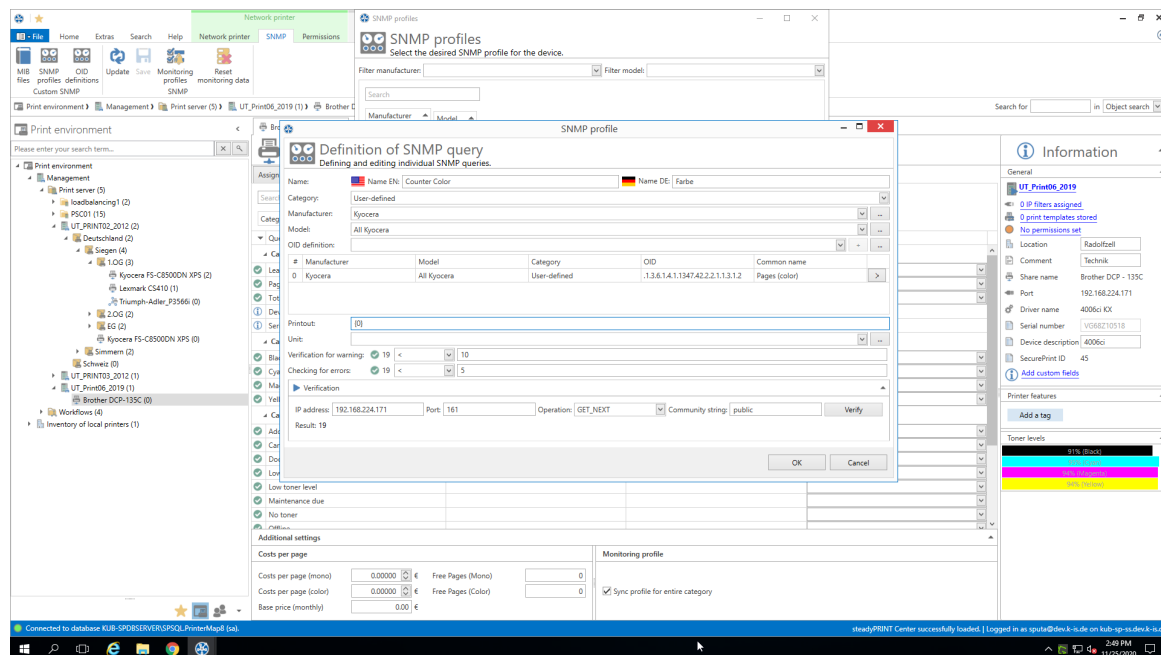 Network printer
SNMP profiles
File
Home
Extras
Search
Help
Network printer
SNMP
Permissions
SNMP profiles
Select the desired SNMP profile for the device.
MIB files
SNMP profiles
OID definitions
Update
Save
Monitoring profiles
Reset monitoring data
Custom SNMP
SNMP
Filter manufacturer:
Filter model:
Search
Manufacturer
Model
Print environment
Management
Print server (5)
UT_Print06_2019 (1)
Brother
Search for
in
Object search
Print environment
Please enter your search term...
Print environment
Management
Print server (5)
loadbalancing1 (2)
PSC01 (15)
UT_PRINT02_2012 (2)
Deutschland (2)
Siegen (4)
1.OG (3)
Kyocera FS-C8500DN XPS (2)
Lexmark CS410 (1)
Triumph-Adler_P3566i (0)
2.OG (2)
EG (2)
Kyocera FS-C8500DN XPS (0)
Simmern (2)
Schweiz (0)
UT_PRINT03_2012 (1)
UT_Print06_2019 (1)
Brother DCP-135C (0)
Workflows (4)
Inventory of local printers (1)
SNMP profile
Definition of SNMP query
Defining and editing individual SNMP queries.
Name:
Name EN:
Counter Color
Name DE:
Farbe
Category:
User-defined
Manufacturer:
Kyocera
Model:
All Kyocera
OID definition:
# Manufacturer Model Category OID Common name
0 Kyocera All Kyocera User-defined .1.3.6.1.4.1.1347.42.2.2.1.1.3.1.2 Pages (color)
Printout:
{0}
Unit:
Verification for warning:
19
<
10
Checking for errors:
19
<
5
Verification
IP address:
192.168.224.171
Port:
161
Operation:
GET_NEXT
Community string:
public
Verify
Result: 19
OK
Cancel
Low toner level
Maintenance due
No toner
Additional settings
Costs per page
Monitoring profile
Costs per page (mono)
0.00000
€
Free Pages (Mono)
0
Costs per page (color)
0.00000
€
Free Pages (Color)
0
Base price (monthly)
0.00
€
Sync profile for entire category
Information
General
UT_Print06_2019
0 IP filters assigned
0 print templates stored
No permissions set
Location
Radolfzell
Comment
Technik
Share name
Brother DCP - 135C
Port
192.168.224.171
Driver name
4006ci KX
Serial number
VG68Z10518
Device description
4006ci
SecurePrint ID
45
Add custom fields
Printer features
Add a tag
Toner levels
91% (Black)
94% (Magenta)
94% (Yellow)
Connected to database KUB-SPDBSERVER\SPSQL.PrinterMap8 (sa).
steadyPRINT Center successfully loaded. | Logged in as sputa@dev.k-is.de on kub-sp-ss.dev.k-is.
2:49 PM
11/25/2020